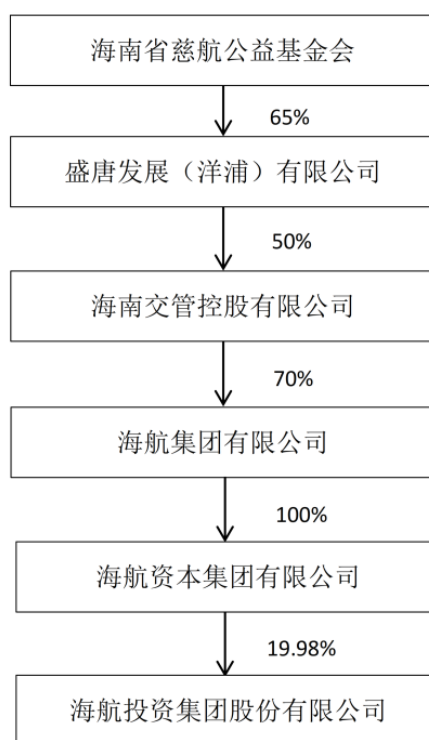 海南省慈航公益基金会
65%
盛唐发展（洋浦）有限公司
50%
海南交管控股有限公司
70%
海航集团有限公司
100%
海航资本集团有限公司
19.98%
海航投资集团股份有限公司